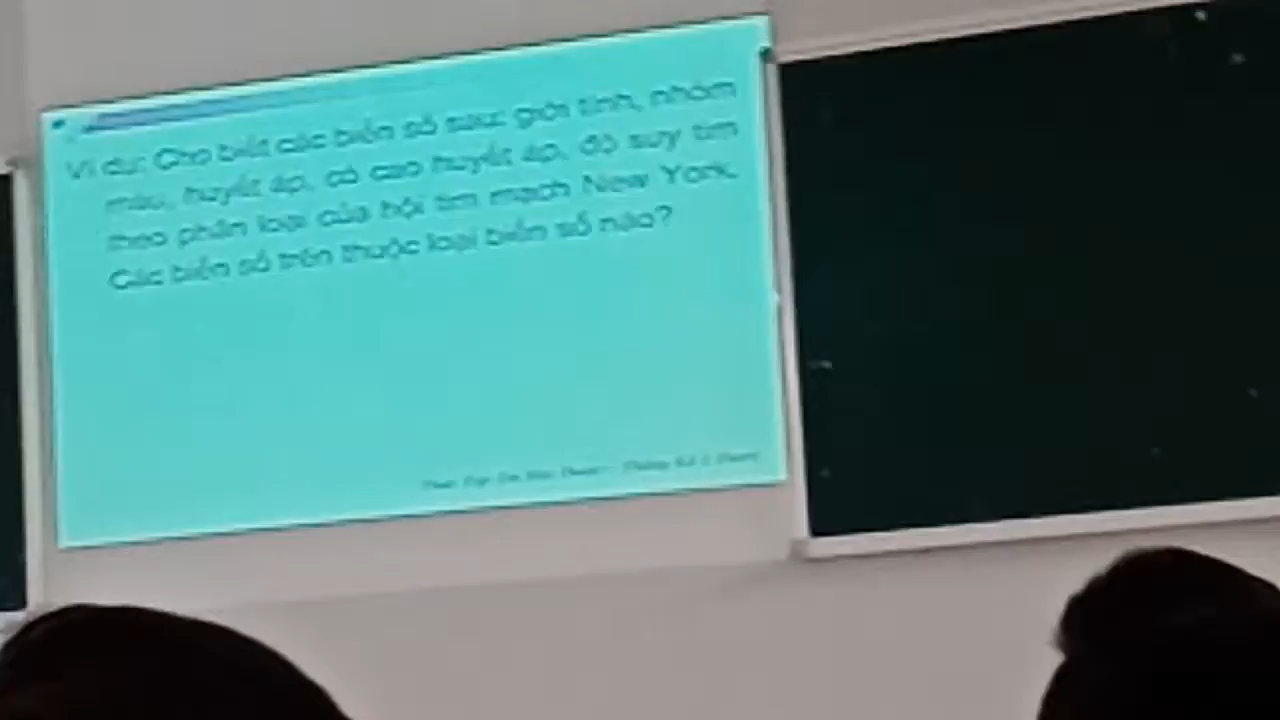 Ví dụ: Cho biết các biến số sau: giới tính, nhóm
máu, huyết áp, có cao huyết áp, độ suy tim
theo phân loại của hội tim mạch New York.
Các biến số trên thuộc loại biến số nào?